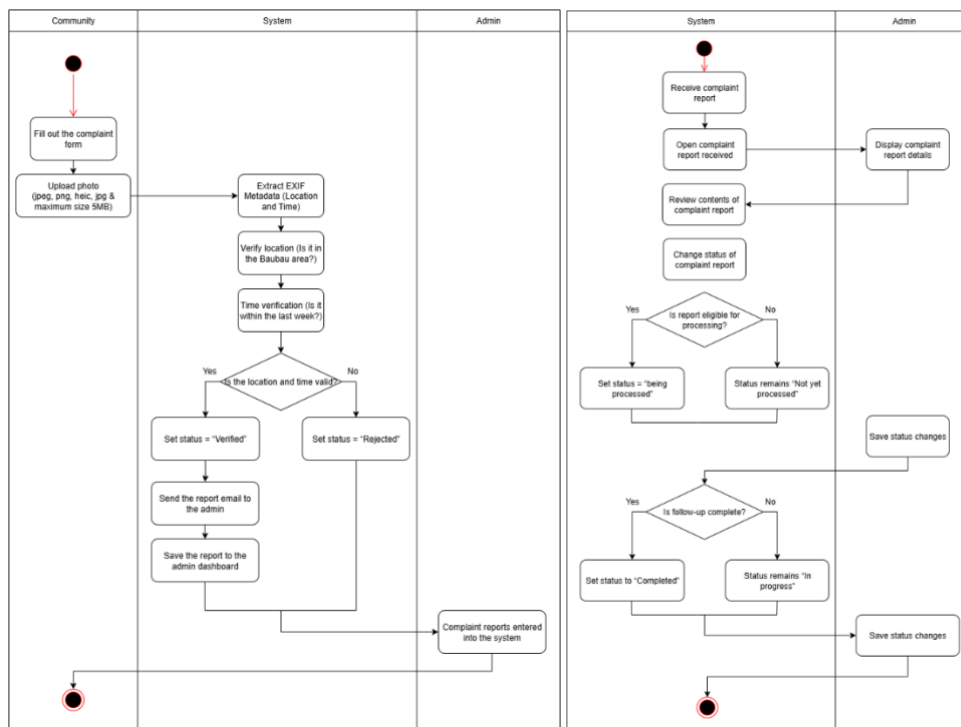 Community
System
Admin
Fill out the complaint
form
Upload photo
(jpeg, png, heic, jpg &
maximum size 5MB)
Extract EXIF
Metadata (Location
and Time)
Verify location (Is it in
the Baubau area?)
Time verification (Is it
within the last week?)
Is the location and time valid?
Yes
No
Set status = "Verified"
Set status = "Rejected"
Send the report email to
the admin
Save the report to the
admin dashboard
Complaint reports entered
into the system
System
Admin
Receive complaint
report
Open complaint
report received
Display complaint
report details
Review contents of
complaint report
Change status of
complaint report
Yes
Is report eligible for
processing?
No
Set status = "being
processed"
Status remains "Not yet
processed"
Save status changes
Yes
Is follow-up complete?
No
Set status to "Completed"
Status remains "In
progress"
Save status changes